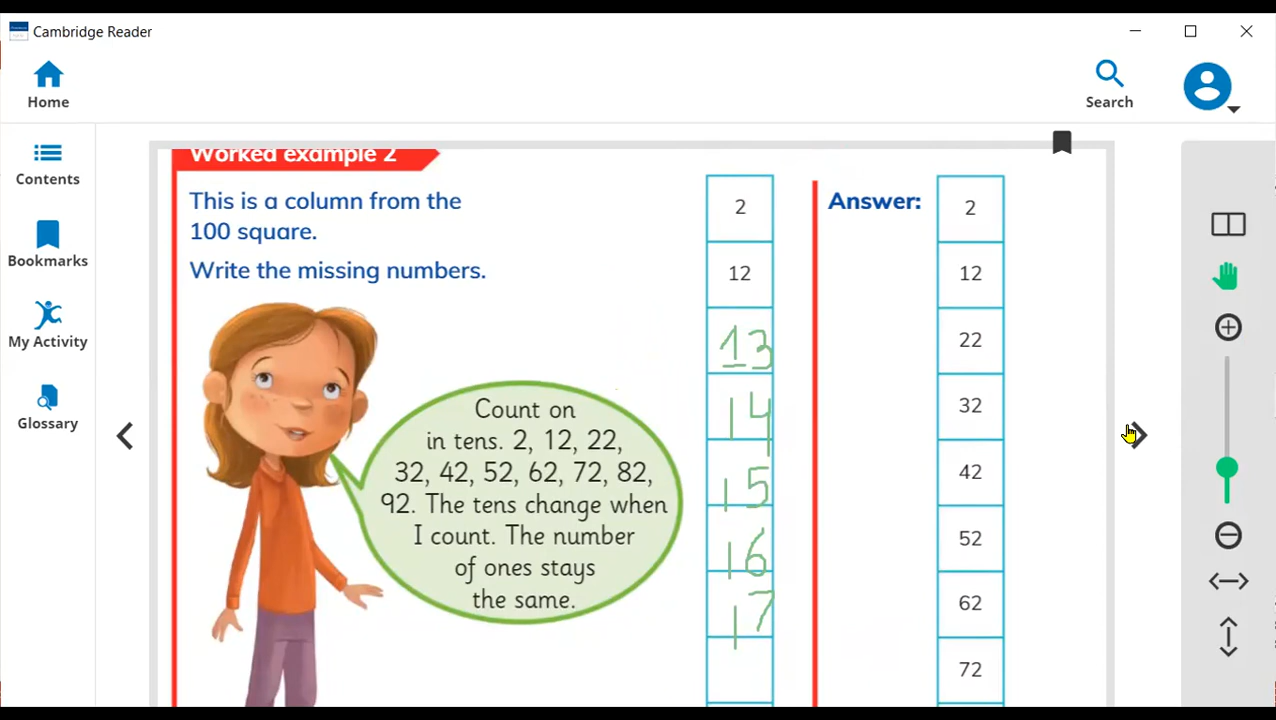 Cambridge Reader
Home
Search
Contents
Bookmarks
My Activity
Glossary
Worked example 2
This is a column from the
100 square.
Write the missing numbers.
Count on
in tens. 2, 12, 22,
32, 42, 52, 62, 72, 82,
92. The tens change when
I count. The number
of ones stays
the same.
2
12
13
14
15
16
17
Answer:
2
12
22
32
42
52
62
72